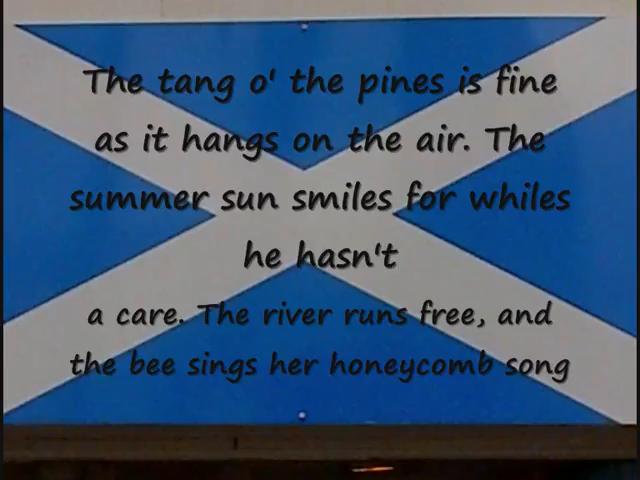 The tang o' the pines is fine
as it hangs on the air. The
summer sun smiles for whiles
he hasn't
a care. The river runs free, and
the bee sings her honeycomb song